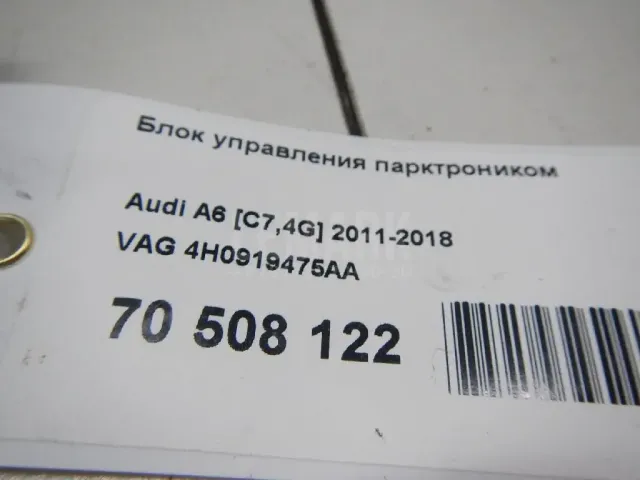 Блок управления парктроником
Audi A6 [C7,4G] 2011-2018
VAG 4H0919475AA
70 508 122